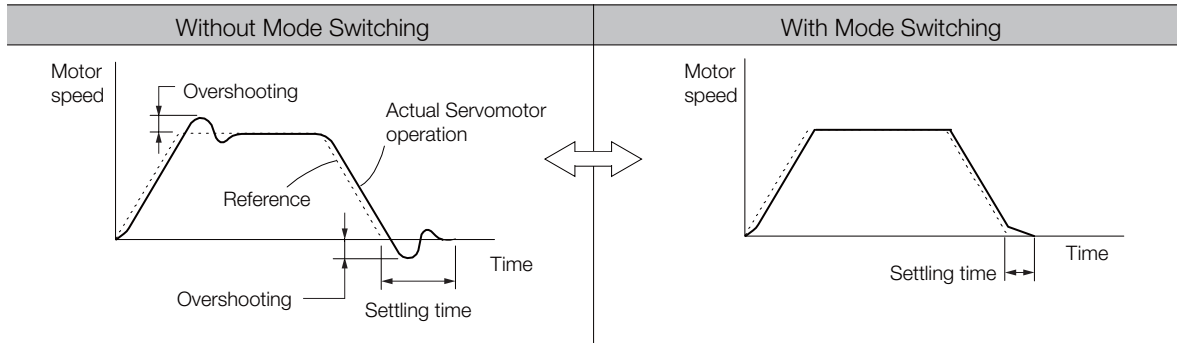 Without Mode Switching
With Mode Switching
Motor
speed
Overshooting
Actual Servomotor
operation
Reference
Time
Overshooting
Settling time
Motor
speed
Time
Settling time